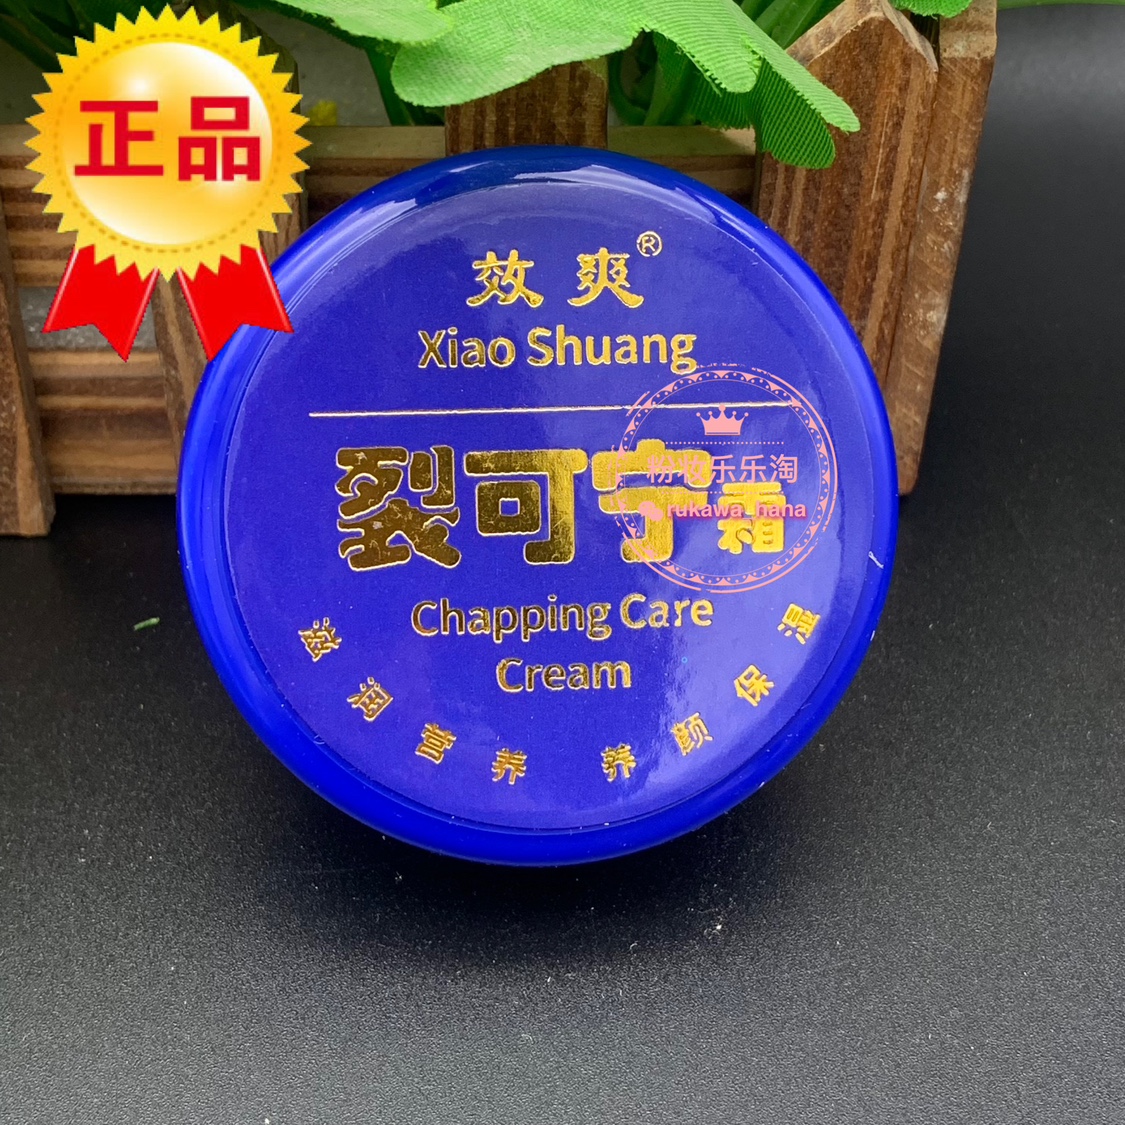 正品
效爽®
Xiao Shuang
裂可宁霜
粉妆乐乐淘
rukawa_hana
Chapping Care
Cream
滋润营养 养颜保湿